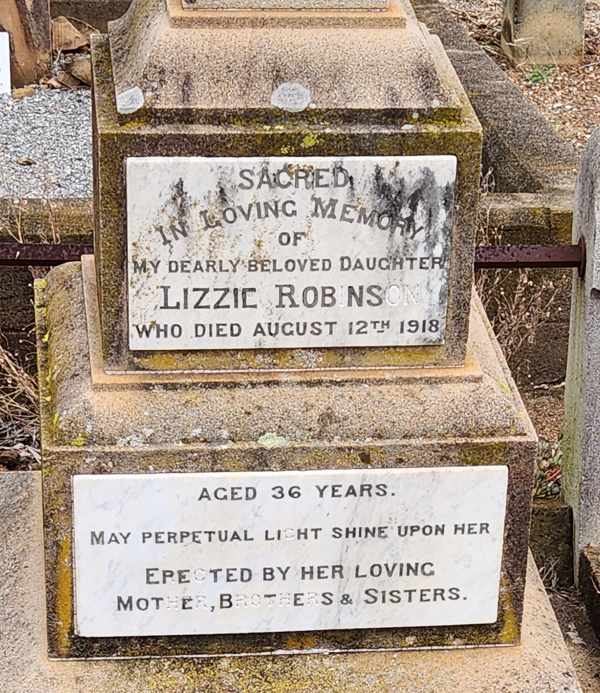 SACRED
IN LOVING MEMORY
OF
MY DEARLY BELOVED DAUGHTER
LIZZIE ROBINSON
WHO DIED AUGUST 12TH 1918
AGED 36 YEARS.
MAY PERPETUAL LIGHT SHINE UPON HER
ERECTED BY HER LOVING
MOTHER, BROTHERS & SISTERS.